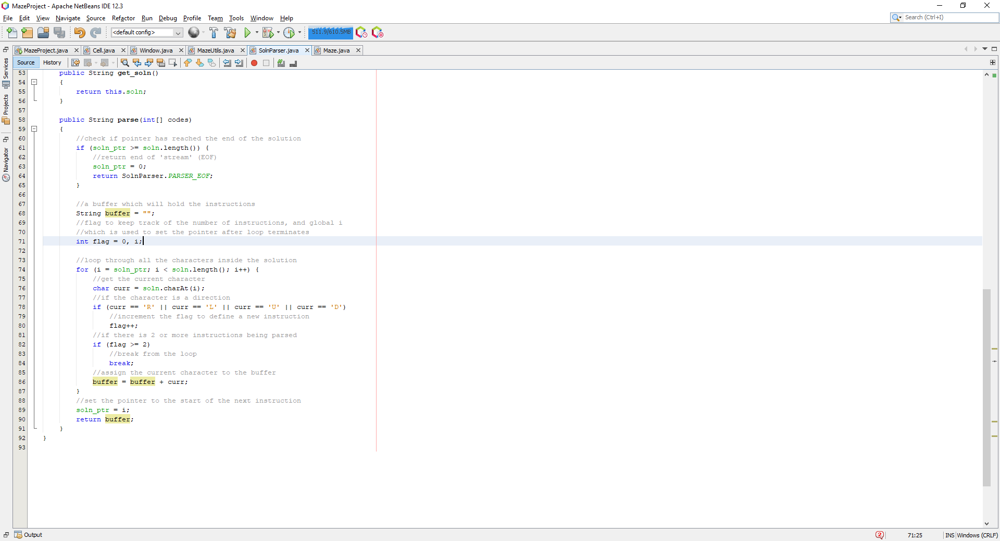 MazeProject - Apache NetBeans IDE 12.3
File Edit View Navigate Source Refactor Run Debug Profile Team Tools Window Help
Search (Ctrl+I)
<default config>
511.9/610.5MB
MazeProject.java Cell.java Window.java MazeUtils.java SolnParser.java Maze.java
Source History
Services
Projects
Navigator
53 public String get_soln()
54 {
55 return this.soln;
56 }
57
58 public String parse(int[] codes)
59 {
60 //check if pointer has reached the end of the solution
61 if (soln_ptr >= soln.length()) {
62 //return end of 'stream' (EOF)
63 soln_ptr = 0;
64 return SolnParser.PARSER_EOF;
65 }
66
67 //a buffer which will hold the instructions
68 String buffer = "";
69 //flag to keep track of the number of instructions, and global i
70 //which is used to set the pointer after loop terminates
71 int flag = 0, i;
72
73 //loop through all the characters inside the solution
74 for (i = soln_ptr; i < soln.length(); i++) {
75 //get the current character
76 char curr = soln.charAt(i);
77 //if the character is a direction
78 if (curr == 'R' || curr == 'L' || curr == 'U' || curr == 'D')
79 //increment the flag to define a new instruction
80 flag++;
81 //if there is 2 or more instructions being parsed
82 if (flag >= 2)
83 //break from the loop
84 break;
85 //assign the current character to the buffer
86 buffer = buffer + curr;
87 }
88 //set the pointer to the start of the next instruction
89 soln_ptr = i;
90 return buffer;
91 }
92 }
93
Output
2
71:25
INS
Windows (CRLF)